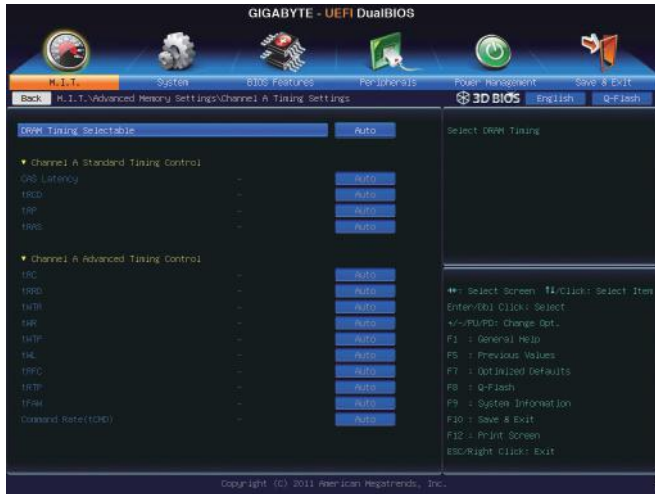 GIGABYTE - UEFI DualBIOS
M.I.T.
System
BIOS Features
Peripherals
Power Management
Save & Exit
Back
M.I.T.\Advanced Memory Settings\Channel A Timing Settings
3D BIOS
English
Q-Flash
DRAM Timing Selectable Auto
Select DRAM Timing
▼ Channel A Standard Timing Control
CAS Latency - Auto
tRCD - Auto
tRP - Auto
tRAS - Auto
▼ Channel A Advanced Timing Control
tRC - Auto
tRRD - Auto
tWTR - Auto
tWR - Auto
tWTP - Auto
tWL - Auto
tRFC - Auto
tRTP - Auto
tFAW - Auto
Command Rate(tCMD) - Auto
↔: Select Screen ↑↓/Click: Select Item
Enter/Dbl Click: Select
+/-/PU/PD: Change Opt.
F1 : General Help
F5 : Previous Values
F7 : Optimized Defaults
F8 : Q-Flash
F9 : System Information
F10 : Save & Exit
F12 : Print Screen
ESC/Right Click: Exit
Copyright (C) 2011 American Megatrends, Inc.